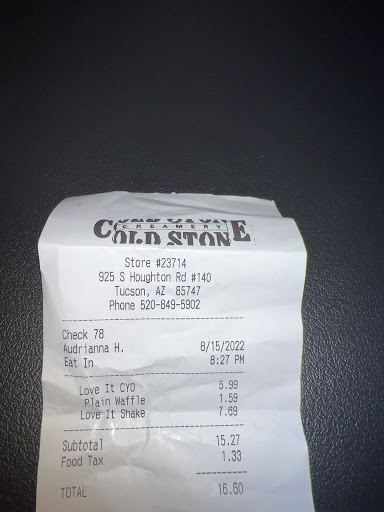 COLD STONE
CREAMERY
COLD STON
Store #23714
925 S Houghton Rd #140
Tucson, AZ 85747
Phone 520-849-5902
Check 78
Audrianna H. 8/15/2022
Eat In 8:27 PM
Love It CYO 5.99
Plain Waffle 1.59
Love It Shake 7.69
Subtotal 15.27
Food Tax 1.33
TOTAL 16.60